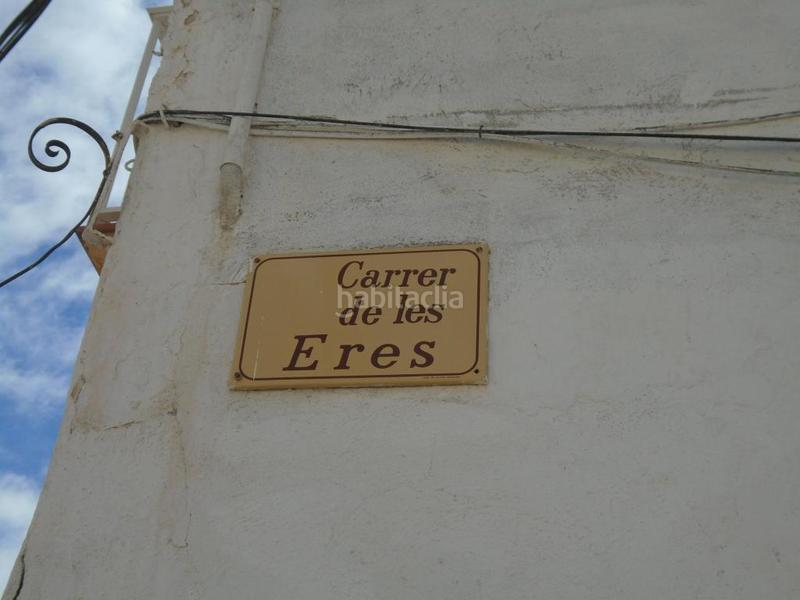 Carrer
habitaclia
de les
Eres